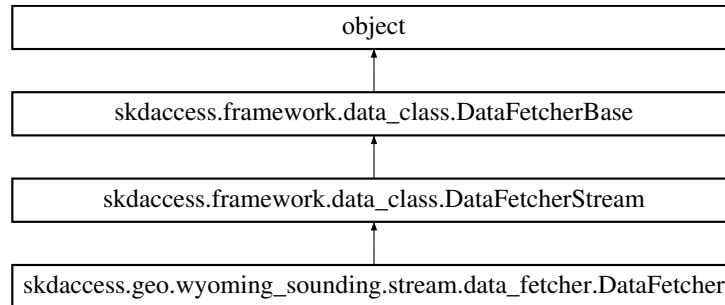 object
skdaccess.framework.data_class.DataFetcherBase
skdaccess.framework.data_class.DataFetcherStream
skdaccess.geo.wyoming_sounding.stream.data_fetcher.DataFetcher